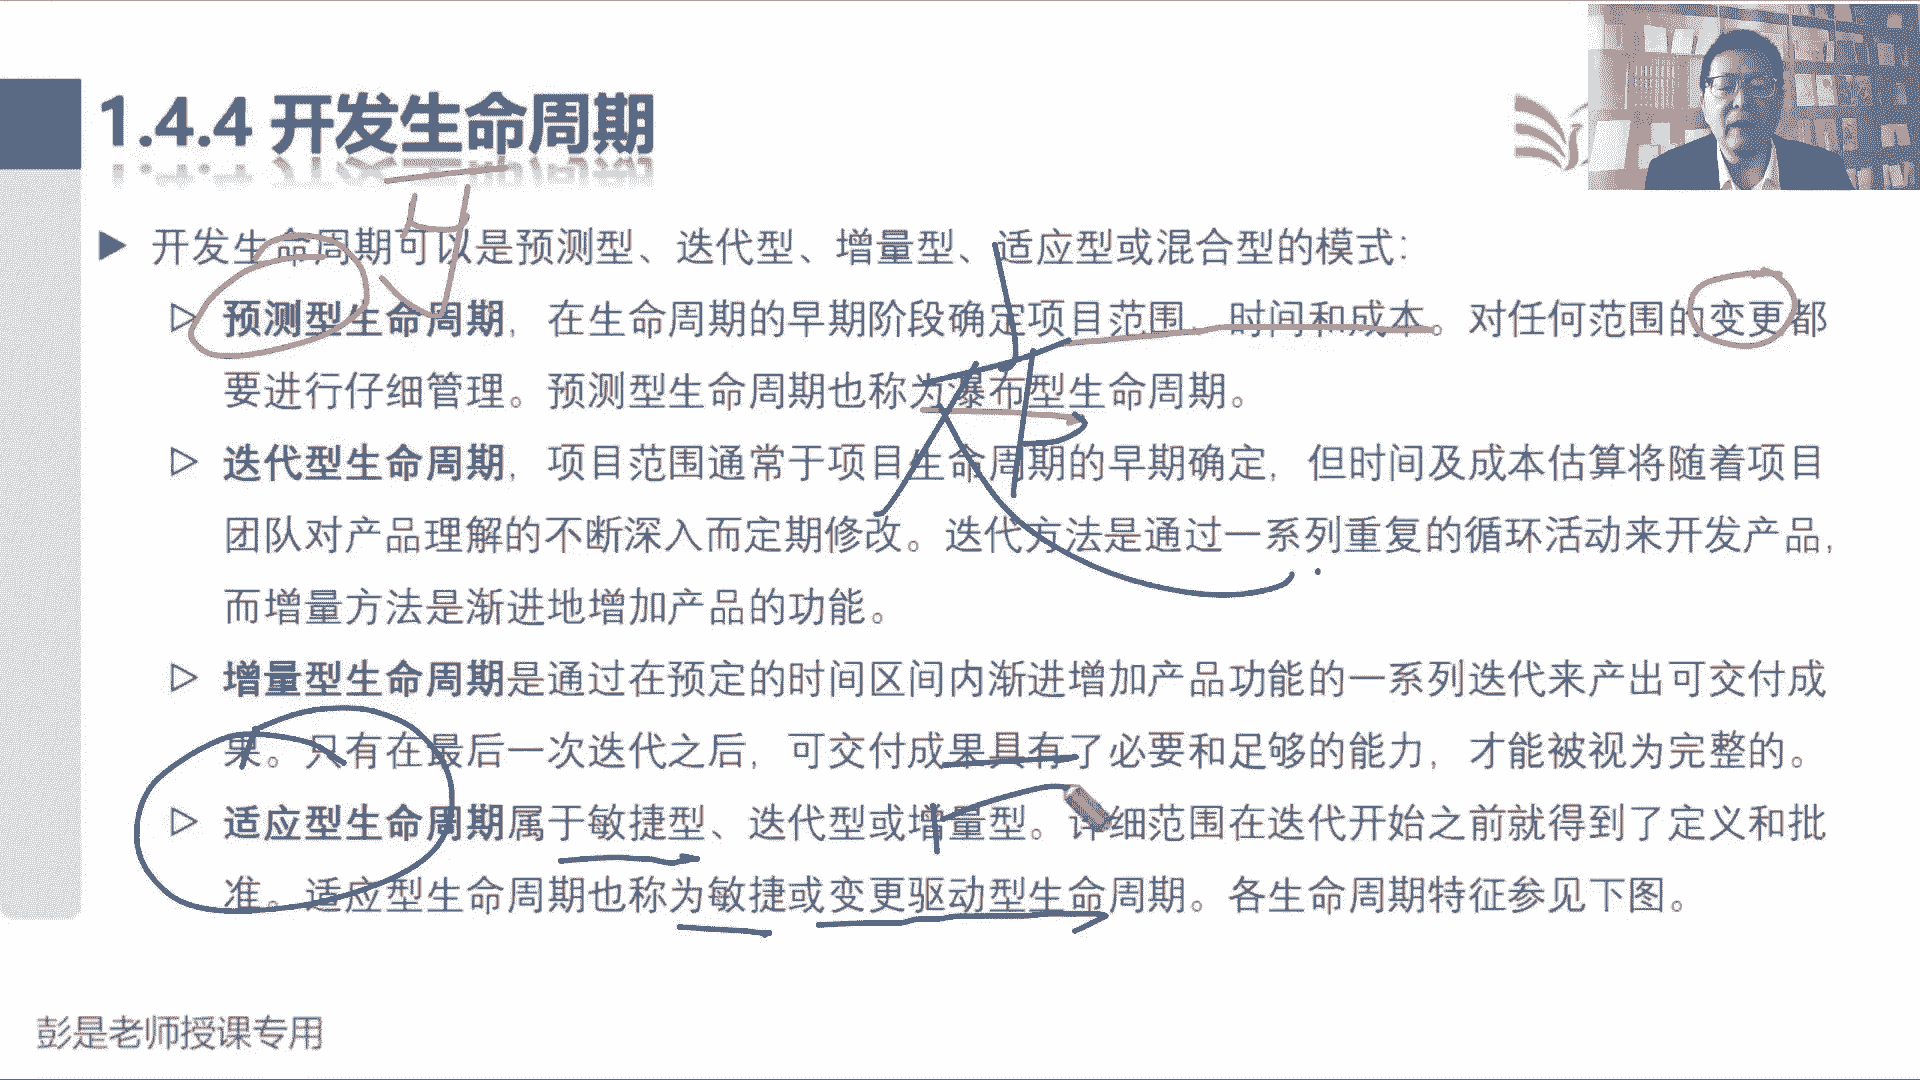 1.4.4 开发生命周期
开发生命周期可以是预测型、迭代型、增量型、适应型或混合型的模式：
预测型生命周期，在生命周期的早期阶段确定项目范围、时间和成本。对任何范围的变更都
要进行仔细管理。预测型生命周期也称为瀑布型生命周期。
迭代型生命周期，项目范围通常于项目生命周期的早期确定，但时间及成本估算将随着项目
团队对产品理解的不断深入而定期修改。迭代方法是通过一系列重复的循环活动来开发产品，
而增量方法是渐进地增加产品的功能。
增量型生命周期是通过在预定的时间区间内渐进增加产品功能的一系列迭代来产出可交付成
果。只有在最后一次迭代之后，可交付成果具有了必要和足够的能力，才能被视为完整的。
适应型生命周期属于敏捷型、迭代型或增量型。详细范围在迭代开始之前就得到了定义和批
准。适应型生命周期也称为敏捷或变更驱动型生命周期。各生命周期特征参见下图。
彭是老师授课专用